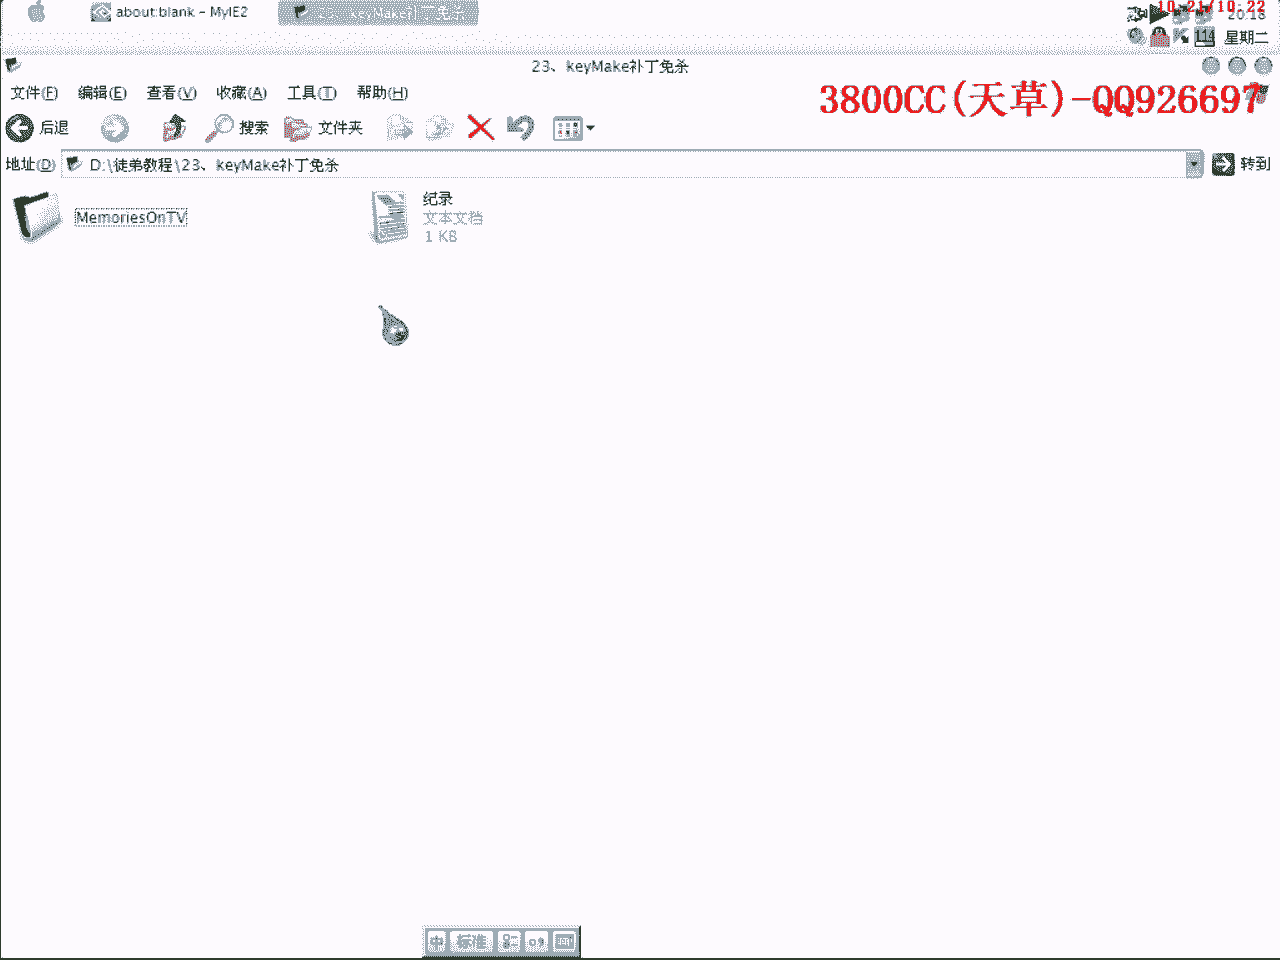 about:blank - MyIE2
23、keyMake补丁免杀
10.21/10.22
20:18
114
星期二
23、keyMake补丁免杀
文件(F) 编辑(E) 查看(V) 收藏(A) 工具(T) 帮助(H)
3800CC(天草)-QQ926697
后退 搜索 文件夹
地址(D) D:\徒弟教程\23、keyMake补丁免杀 转到
MemoriesOnTV
纪录
文本文档
1 KB
中 标准